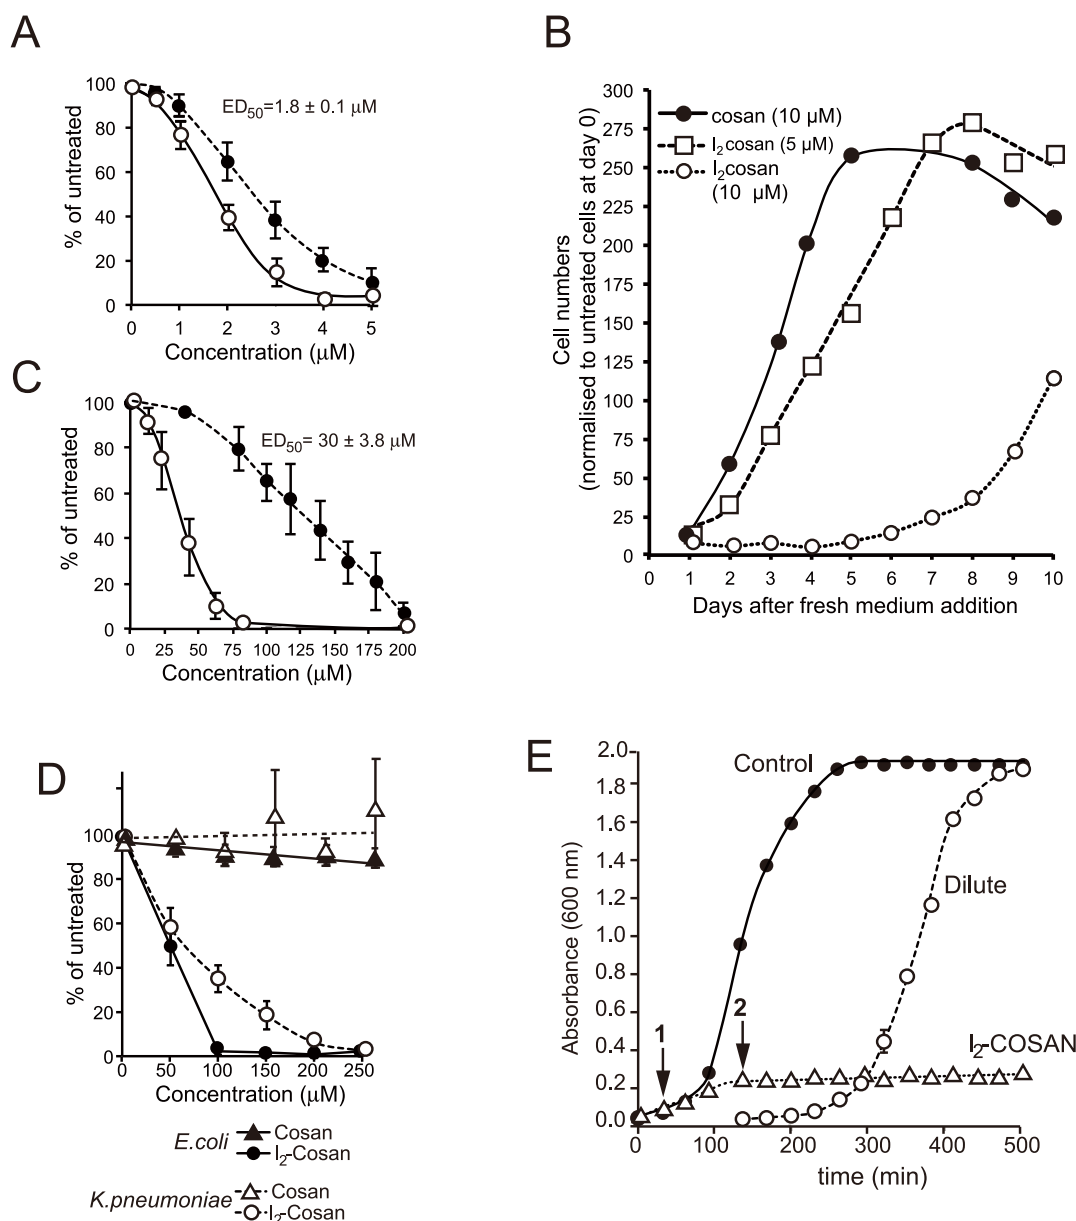 A
100
80
60
40
20
0
% of untreated
ED50=1.8 ± 0.1 μM
0 1 2 3 4 5
Concentration (μM)
B
300
275
250
225
200
175
150
125
100
75
50
25
0
Cell numbers
(normalised to untreated cells at day 0)
cosan (10 μM)
I2cosan (5 μM)
I2cosan
(10 μM)
0 1 2 3 4 5 6 7 8 9 10
Days after fresh medium addition
C
100
80
60
40
20
0
% of untreated
ED50= 30 ± 3.8 μM
0 25 50 75 100 125 150 175 200
Concentration (μM)
D
100
80
60
40
20
0
% of untreated
0 50 100 150 200 250
Concentration (μM)
E.coli Cosan
I2-Cosan
K.pneumoniae Cosan
I2-Cosan
E
2.0
1.8
1.6
1.4
1.2
1.0
0.8
0.6
0.4
0.2
0.0
Absorbance (600 nm)
Control
Dilute
1
2
I2-COSAN
0 100 200 300 400 500
time (min)